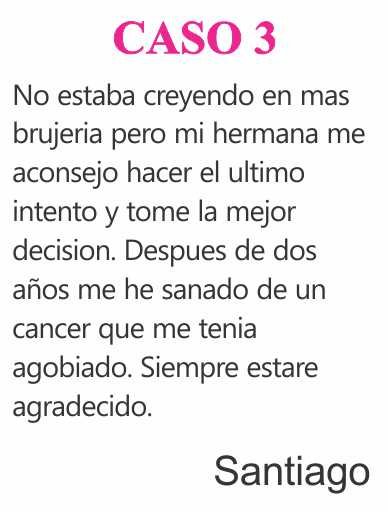 CASO 3
No estaba creyendo en mas
brujeria pero mi hermana me
aconsejo hacer el ultimo
intento y tome la mejor
decision. Despues de dos
años me he sanado de un
cancer que me tenia
agobiado. Siempre estare
agradecido.
Santiago